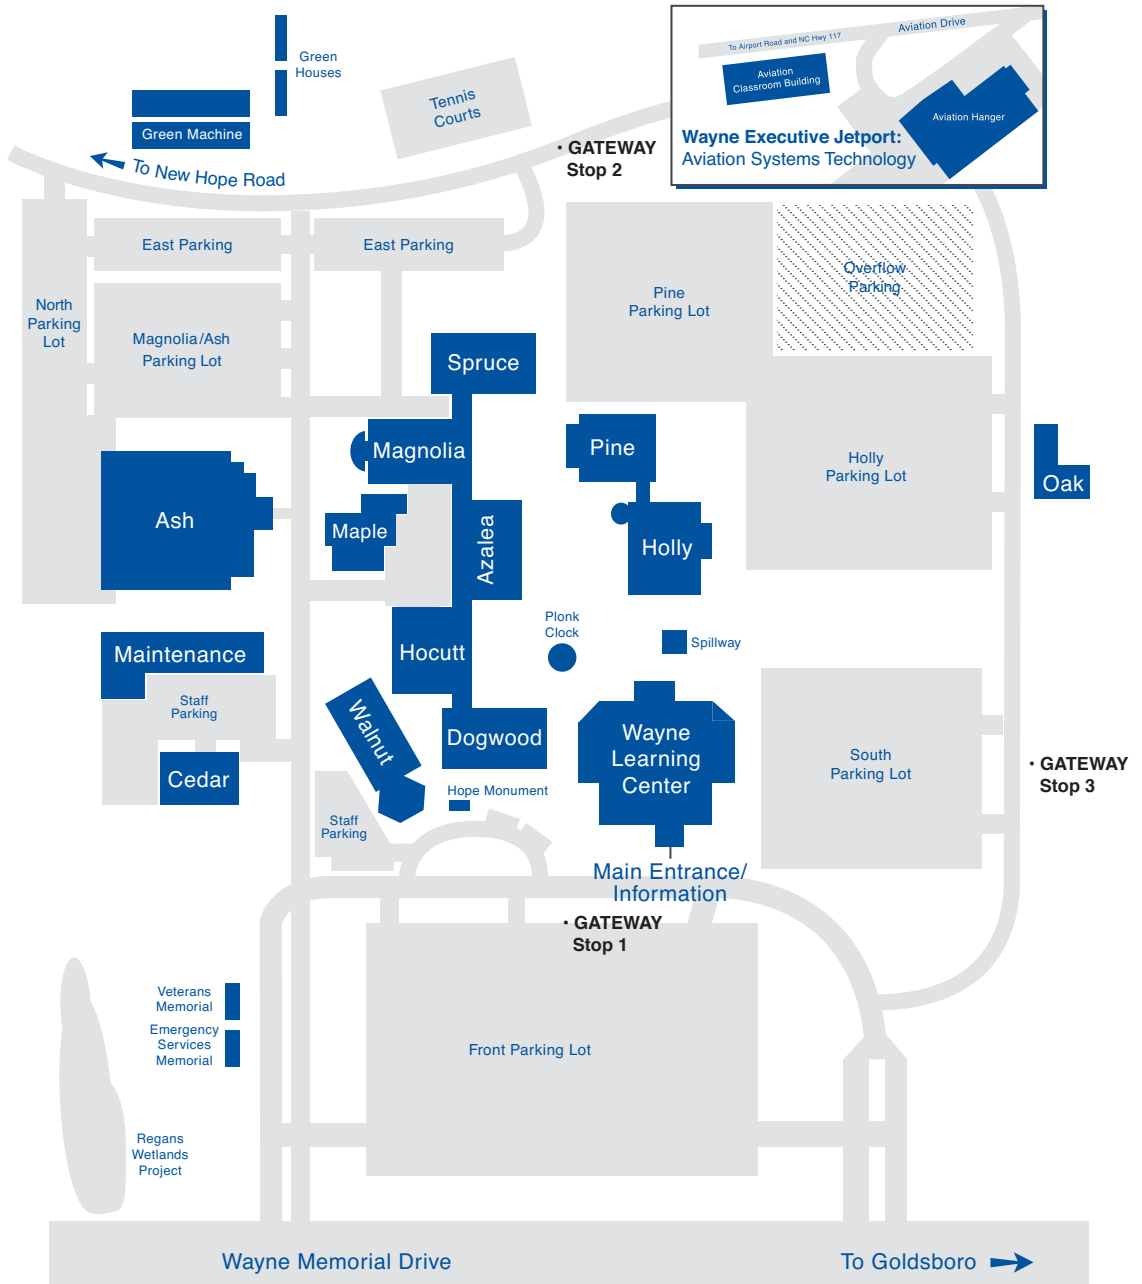 Green
Houses
Green Machine
To New Hope Road
Tennis
Courts
• GATEWAY
Stop 2
To Airport Road and NC Hwy 117
Aviation Drive
Aviation
Classroom Building
Aviation Hanger
Wayne Executive Jetport:
Aviation Systems Technology
East Parking
East Parking
North
Parking
Lot
Magnolia/Ash
Parking Lot
Pine
Parking Lot
Overflow
Parking
Spruce
Magnolia
Pine
Holly
Parking Lot
Oak
Ash
Maple
Azalea
Holly
Plonk
Clock
Spillway
Maintenance
Hocutt
Staff
Parking
Walnut
Dogwood
Wayne
Learning
Center
South
Parking Lot
• GATEWAY
Stop 3
Cedar
Hope Monument
Staff
Parking
Main Entrance/
Information
• GATEWAY
Stop 1
Veterans
Memorial
Emergency
Services
Memorial
Front Parking Lot
Regans
Wetlands
Project
Wayne Memorial Drive
To Goldsboro